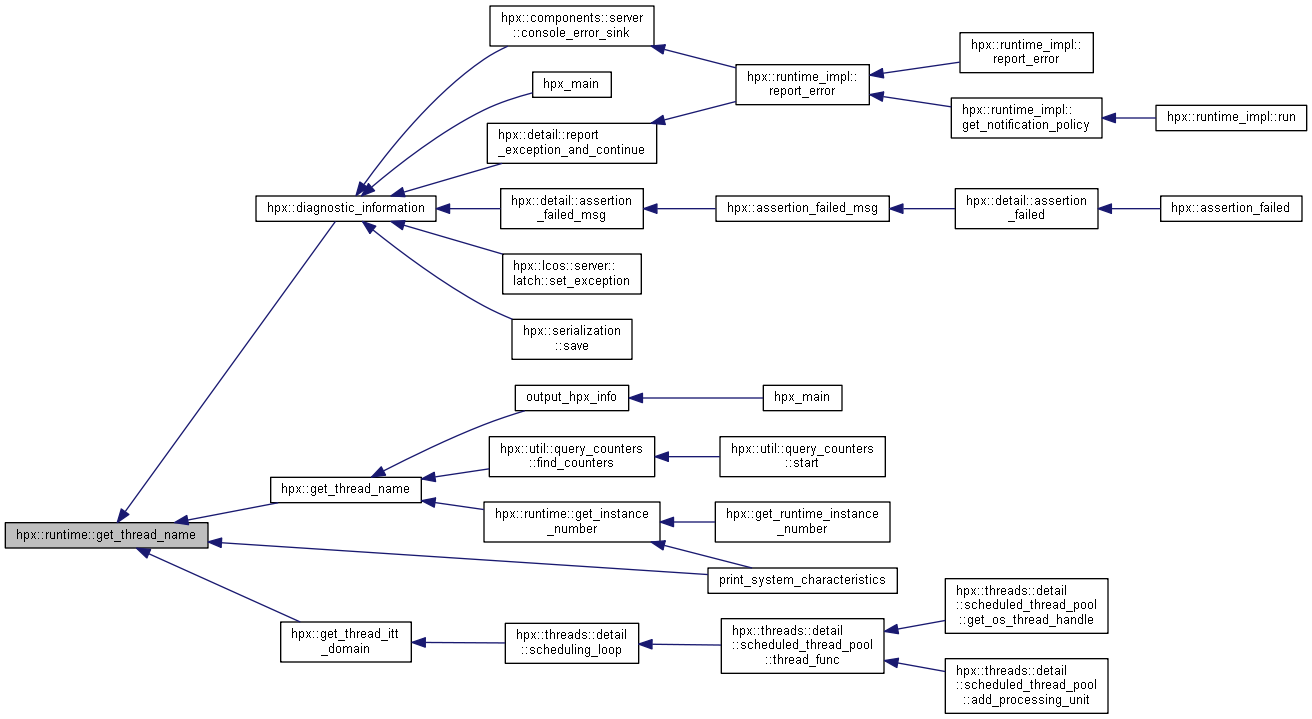 hpx::components::server
::console_error_sink
hpx::runtime_impl::
report_error
hpx::runtime_impl::
report_error
hpx_main
hpx::runtime_impl::
get_notification_policy
hpx::runtime_impl::run
hpx::detail::report
_exception_and_continue
hpx::diagnostic_information
hpx::detail::assertion
_failed_msg
hpx::assertion_failed_msg
hpx::detail::assertion
_failed
hpx::assertion_failed
hpx::lcos::server::
latch::set_exception
hpx::serialization
::save
output_hpx_info
hpx_main
hpx::util::query_counters
::find_counters
hpx::util::query_counters
::start
hpx::get_thread_name
hpx::runtime::get_instance
_number
hpx::get_runtime_instance
_number
hpx::runtime::get_thread_name
print_system_characteristics
hpx::get_thread_itt
_domain
hpx::threads::detail
::scheduling_loop
hpx::threads::detail
::scheduled_thread_pool
::thread_func
hpx::threads::detail
::scheduled_thread_pool
::get_os_thread_handle
hpx::threads::detail
::scheduled_thread_pool
::add_processing_unit